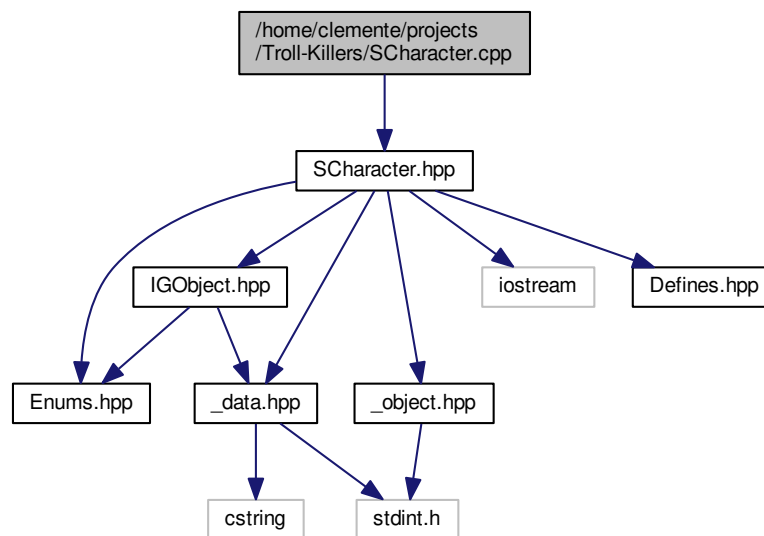 /home/clemente/projects
/Troll-Killers/SCharacter.cpp
SCharacter.hpp
IGObject.hpp
iostream
Defines.hpp
Enums.hpp
_data.hpp
_object.hpp
cstring
stdint.h